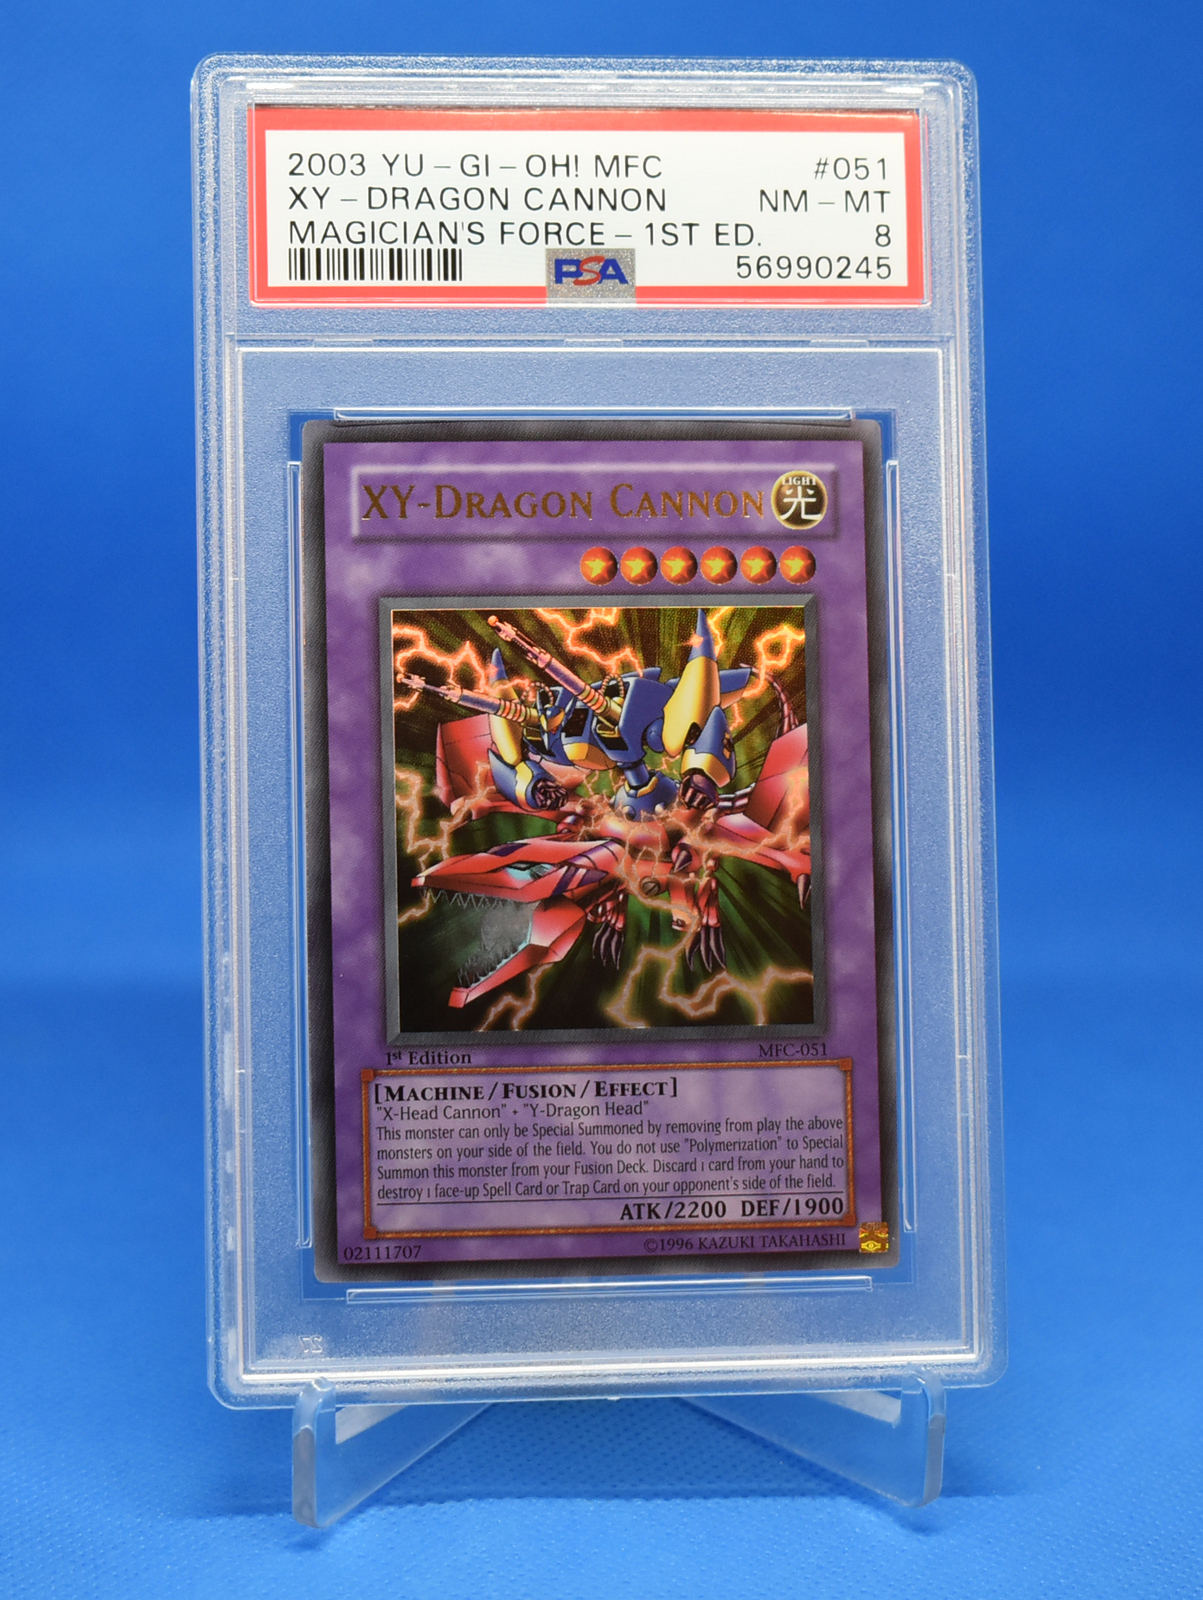 2003 YU-GI-OH! MFC #051
XY-DRAGON CANNON NM-MT
MAGICIAN'S FORCE-1ST ED. 8
PSA 56990245
XY-DRAGON CANNON
LIGHT
光
1st Edition MFC-051
[MACHINE/FUSION/EFFECT]
"X-Head Cannon" + "Y-Dragon Head"
This monster can only be Special Summoned by removing from play the above
monsters on your side of the field. You do not use "Polymerization" to Special
Summon this monster from your Fusion Deck. Discard 1 card from your hand to
destroy 1 face-up Spell Card or Trap Card on your opponent's side of the field.
ATK/2200 DEF/1900
02111707 ©1996 KAZUKI TAKAHASHI